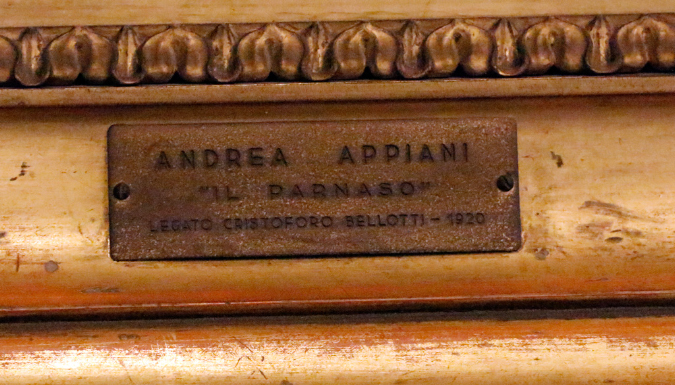 ANDREA APPIANI
"IL PARNASO"
LEGATO CRISTOFORO BELLOTTI - 1920